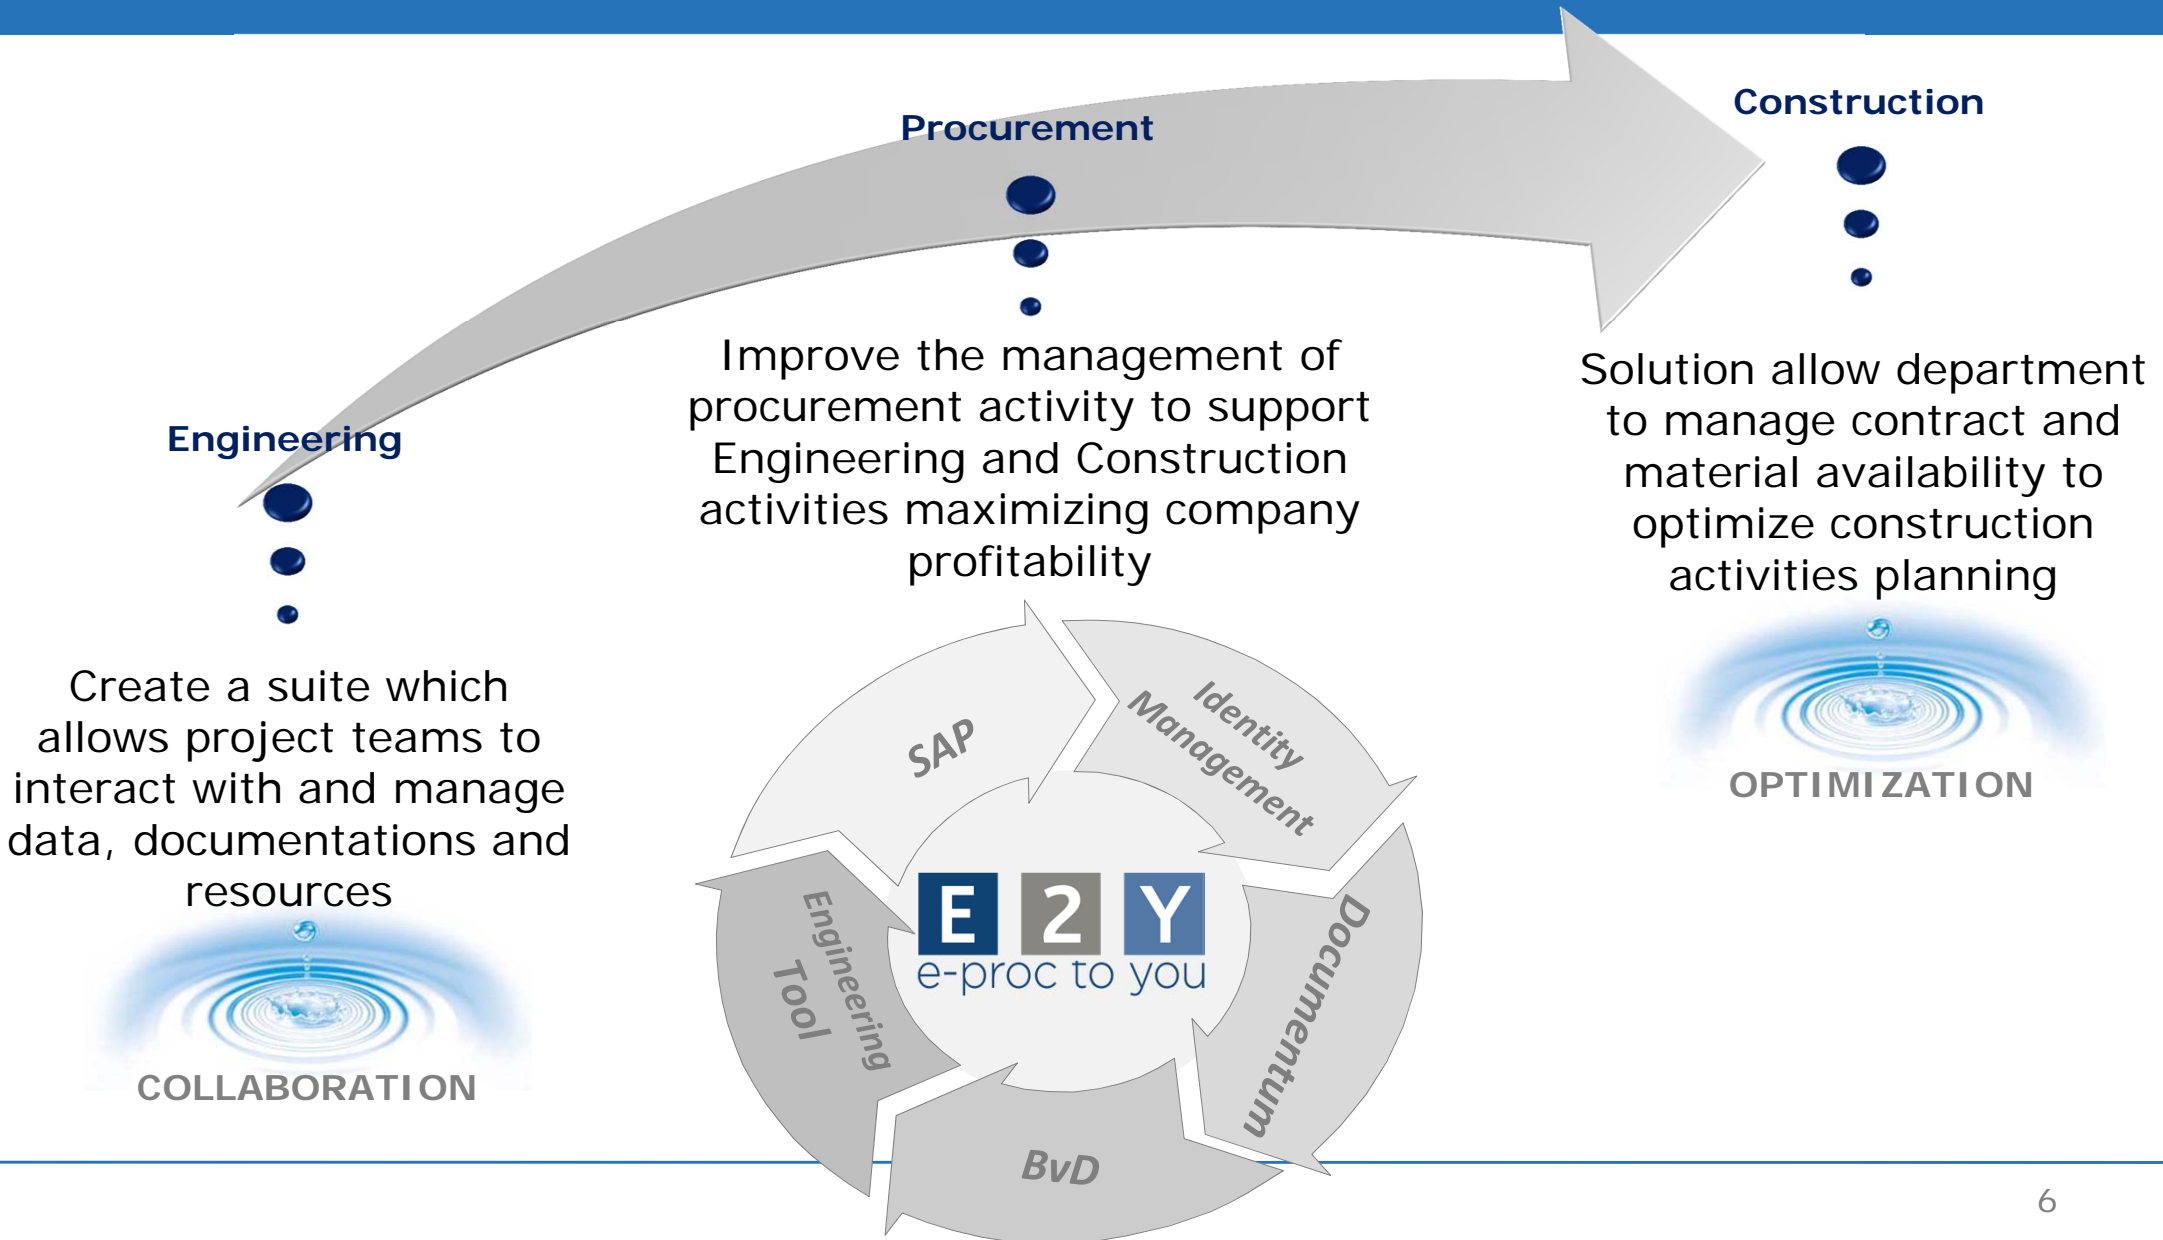 Engineering
Create a suite which
allows project teams to
interact with and manage
data, documentations and
resources
COLLABORATION
Procurement
Improve the management of
procurement activity to support
Engineering and Construction
activities maximizing company
profitability
SAP
Identity
Management
Documentum
BvD
Engineering
Tool
E 2 Y
e-proc to you
Construction
Solution allow department
to manage contract and
material availability to
optimize construction
activities planning
OPTIMIZATION
6